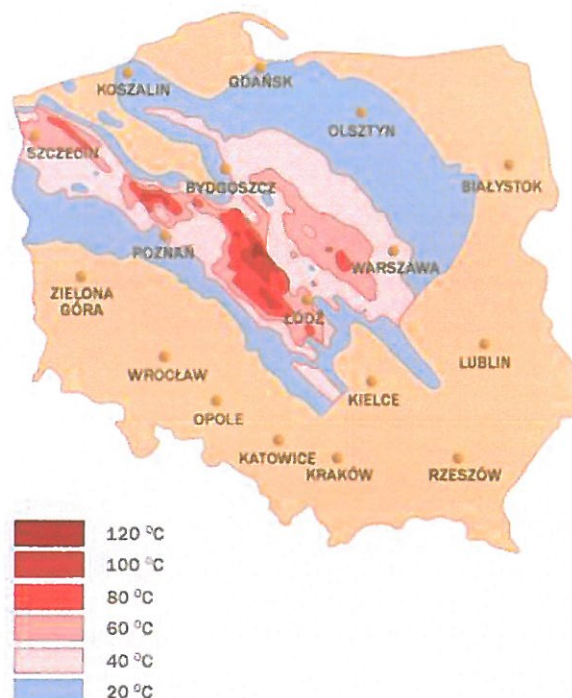 KOSZALIN
GDAŃSK
OLSZTYN
SZCZECIN
BYDGOSZCZ
BIAŁYSTOK
POZNAŃ
WARSZAWA
ZIELONA
GÓRA
ŁÓDŹ
WROCŁAW
LUBLIN
KIELCE
OPOLE
KATOWICE
KRAKÓW
RZESZÓW
120 °C
100 °C
80 °C
60 °C
40 °C
20 °C